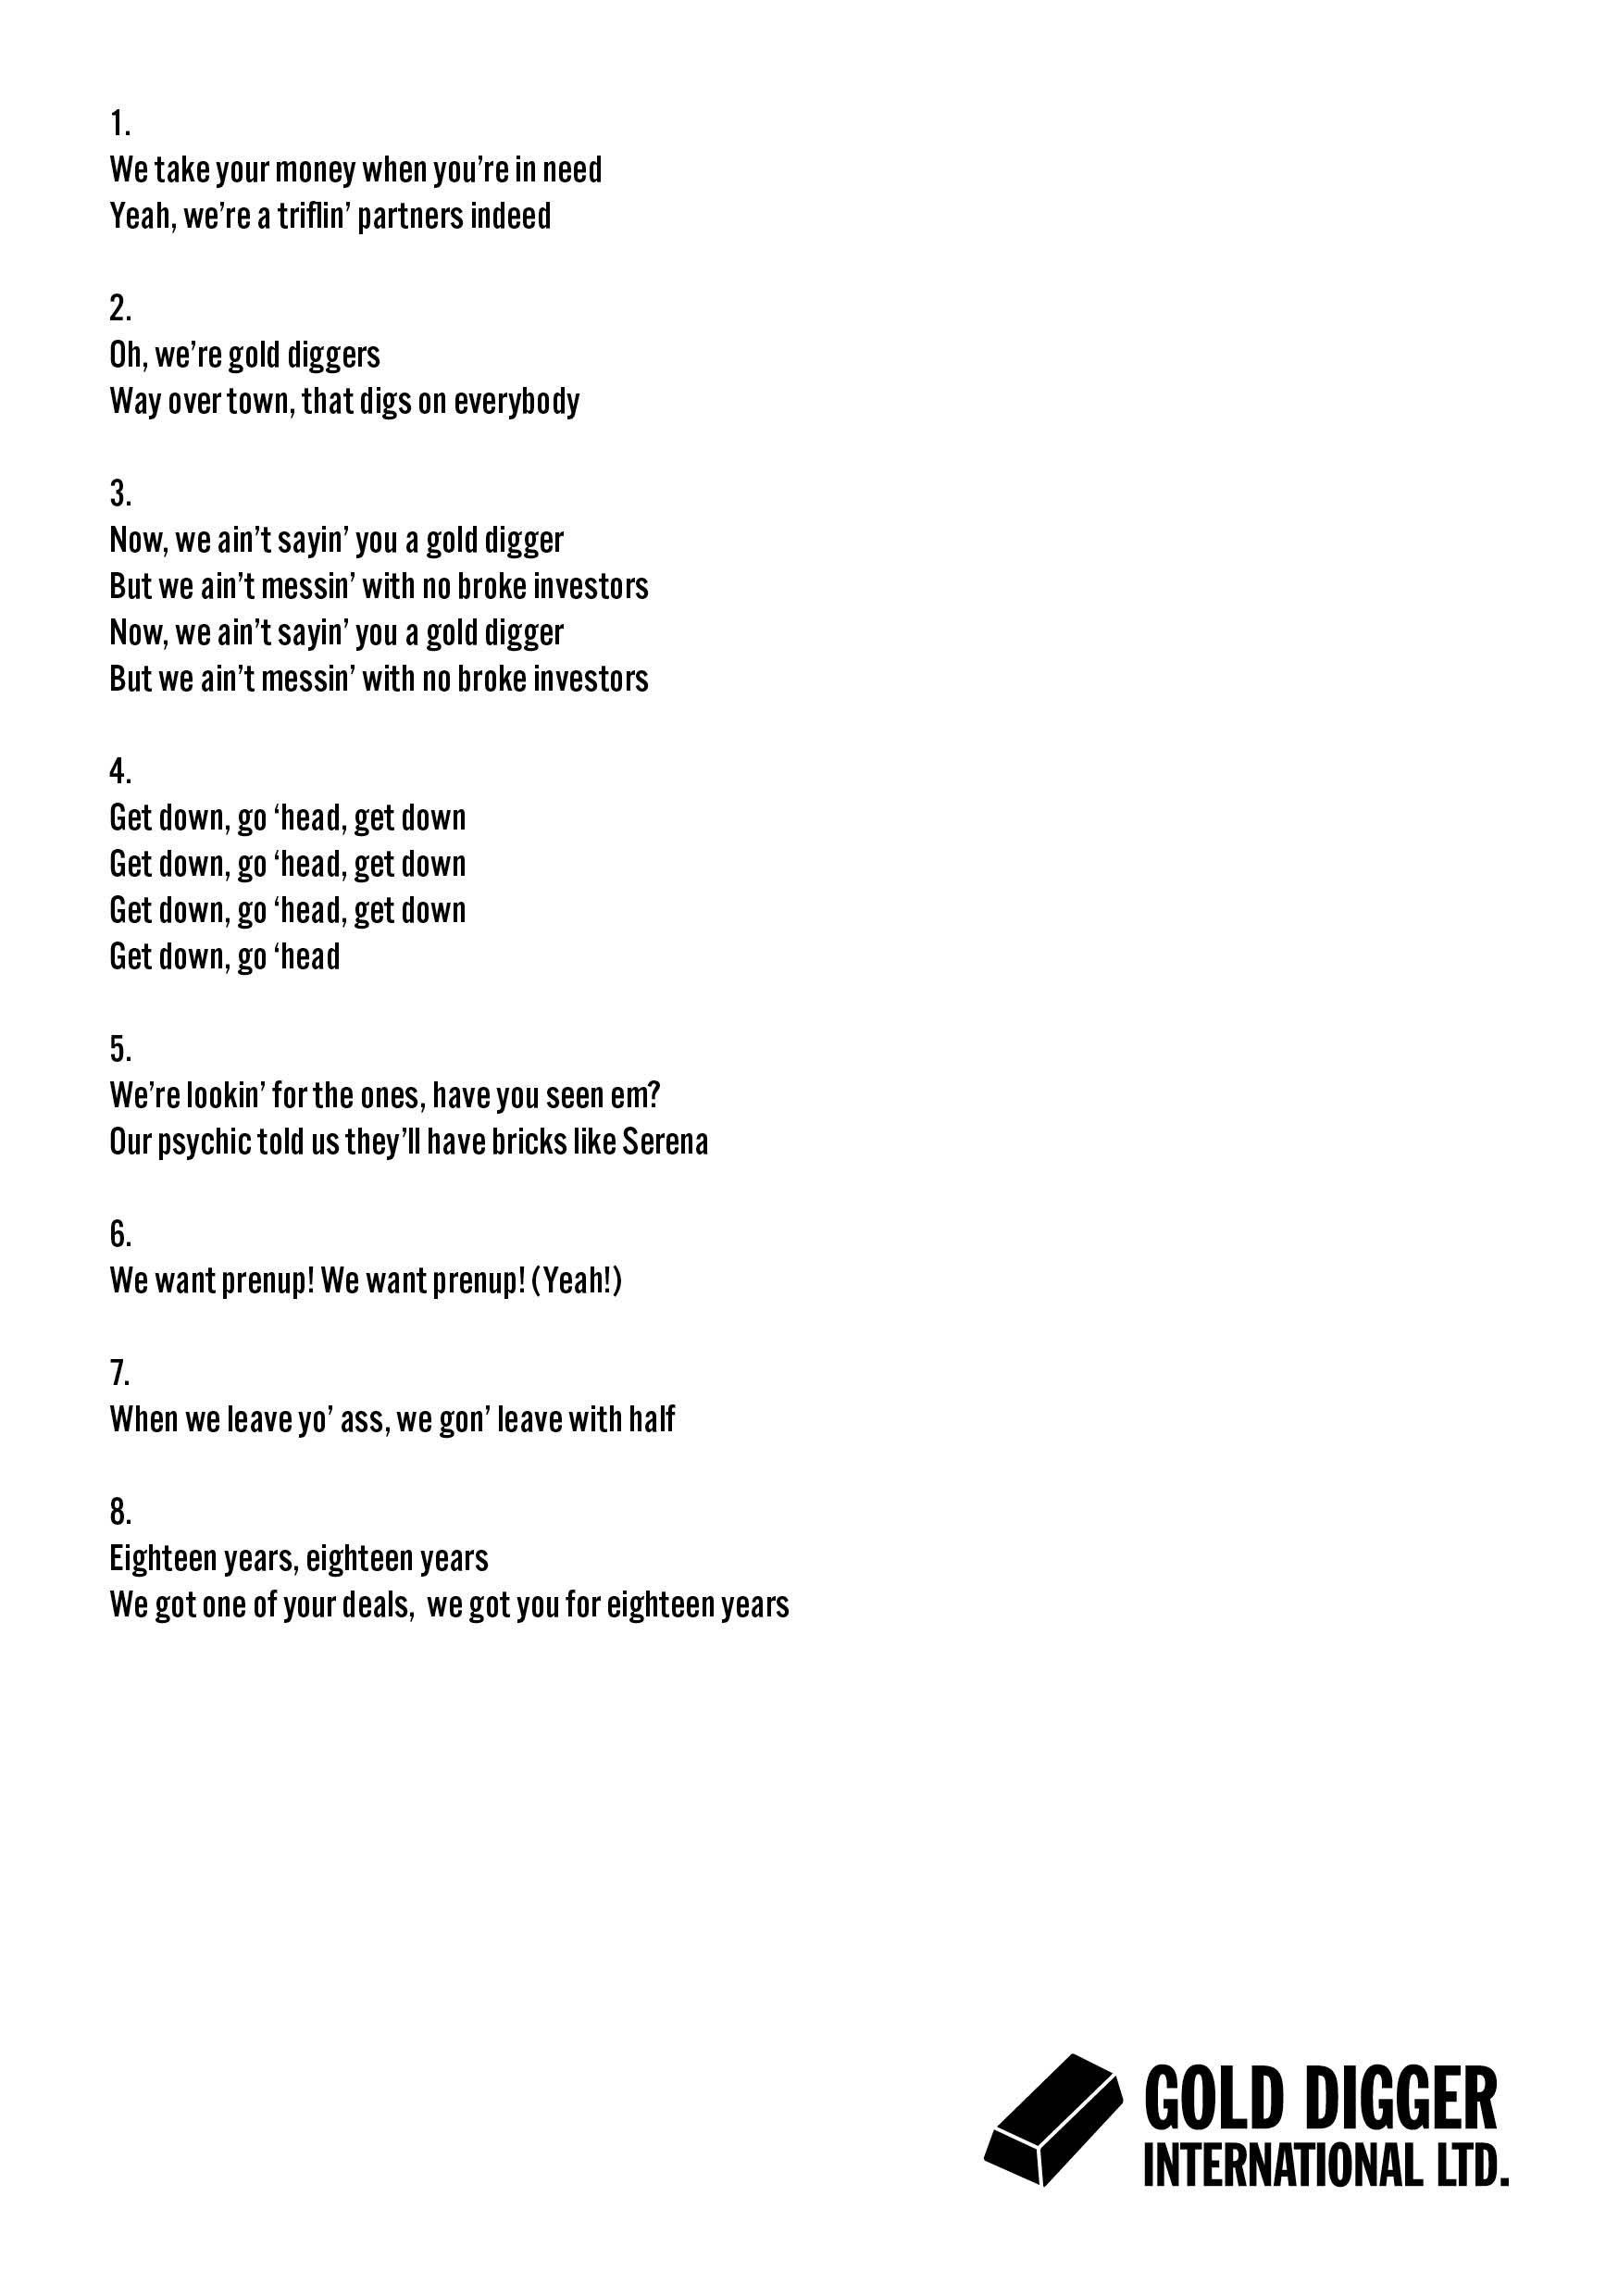 1.
We take your money when you’re in need
Yeah, we’re a triflin’ partners indeed
2.
Oh, we’re gold diggers
Way over town, that digs on everybody
3.
Now, we ain’t sayin’ you a gold digger
But we ain’t messin’ with no broke investors
Now, we ain’t sayin’ you a gold digger
But we ain’t messin’ with no broke investors
4.
Get down, go ‘head, get down
Get down, go ‘head, get down
Get down, go ‘head, get down
Get down, go ‘head
5.
We’re lookin’ for the ones, have you seen em?
Our psychic told us they’ll have bricks like Serena
6.
We want prenup! We want prenup! (Yeah!)
7.
When we leave yo’ ass, we gon’ leave with half
8.
Eighteen years, eighteen years
We got one of your deals,  we got you for eighteen years
GOLD DIGGER
INTERNATIONAL LTD.